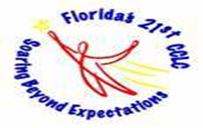 Florida's 21st CCLC
Soaring Beyond Expectations